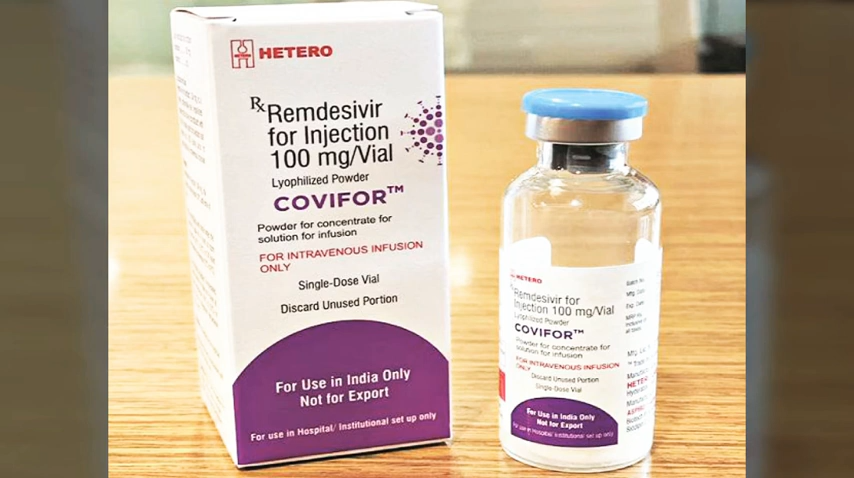 HETERO
Rx Remdesivir
for Injection
100 mg/Vial
Lyophilized Powder
COVIFOR™
Powder for concentrate for
solution for infusion
FOR INTRAVENOUS INFUSION
ONLY
Single-Dose Vial
Discard Unused Portion
For Use in India Only
Not for Export
For use in Hospital/ Institutional set up only
HETERO
Remdesivir for
Injection 100 mg/Vial
Lyophilized Powder
COVIFOR™
Powder for concentrate for
solution for infusion
FOR INTRAVENOUS INFUSION
ONLY
Discard Unused Portion
Single-Dose Vial
For Use in India Only
Not for Export
For use in Hospital/ Institutional set up only